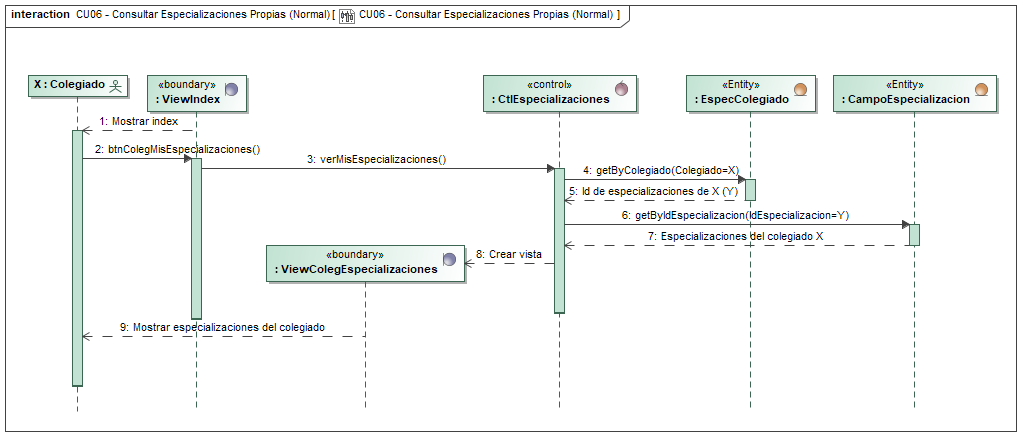 interaction CU06 - Consultar Especializaciones Propias (Normal) [ CU06 - Consultar Especializaciones Propias (Normal) ]
X : Colegiado
«boundary»
: ViewIndex
«control»
: CtlEspecializaciones
«Entity»
: EspecColegiado
«Entity»
: CampoEspecializacion
1: Mostrar index
2: btnColegMisEspecializaciones()
3: verMisEspecializaciones()
4: getByColegiado(Colegiado=X)
5: Id de especializaciones de X (Y)
6: getByIdEspecializacion(IdEspecializacion=Y)
7: Especializaciones del colegiado X
8: Crear vista
«boundary»
: ViewColegEspecializaciones
9: Mostrar especializaciones del colegiado